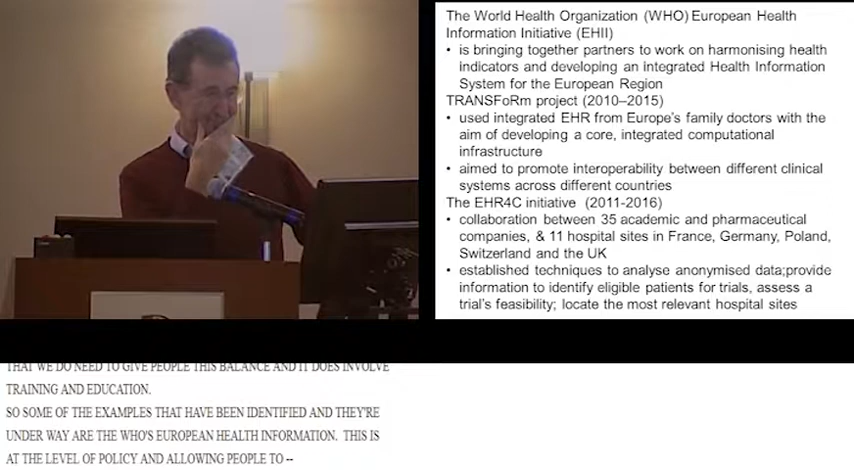 The World Health Organization (WHO) European Health
Information Initiative (EHII)
• is bringing together partners to work on harmonising health
indicators and developing an integrated Health Information
System for the European Region
TRANSFoRm project (2010–2015)
• used integrated EHR from Europe's family doctors with the
aim of developing a core, integrated computational
infrastructure
• aimed to promote interoperability between different clinical
systems across different countries
The EHR4C initiative (2011-2016)
• collaboration between 35 academic and pharmaceutical
companies, & 11 hospital sites in France, Germany, Poland,
Switzerland and the UK
• established techniques to analyse anonymised data;provide
information to identify eligible patients for trials, assess a
trial's feasibility; locate the most relevant hospital sites
THAT WE DO NEED TO GIVE PEOPLE THIS BALANCE AND IT DOES INVOLVE
TRAINING AND EDUCATION.
SO SOME OF THE EXAMPLES THAT HAVE BEEN IDENTIFIED AND THEY'RE
UNDER WAY ARE THE WHO'S EUROPEAN HEALTH INFORMATION. THIS IS
AT THE LEVEL OF POLICY AND ALLOWING PEOPLE TO --